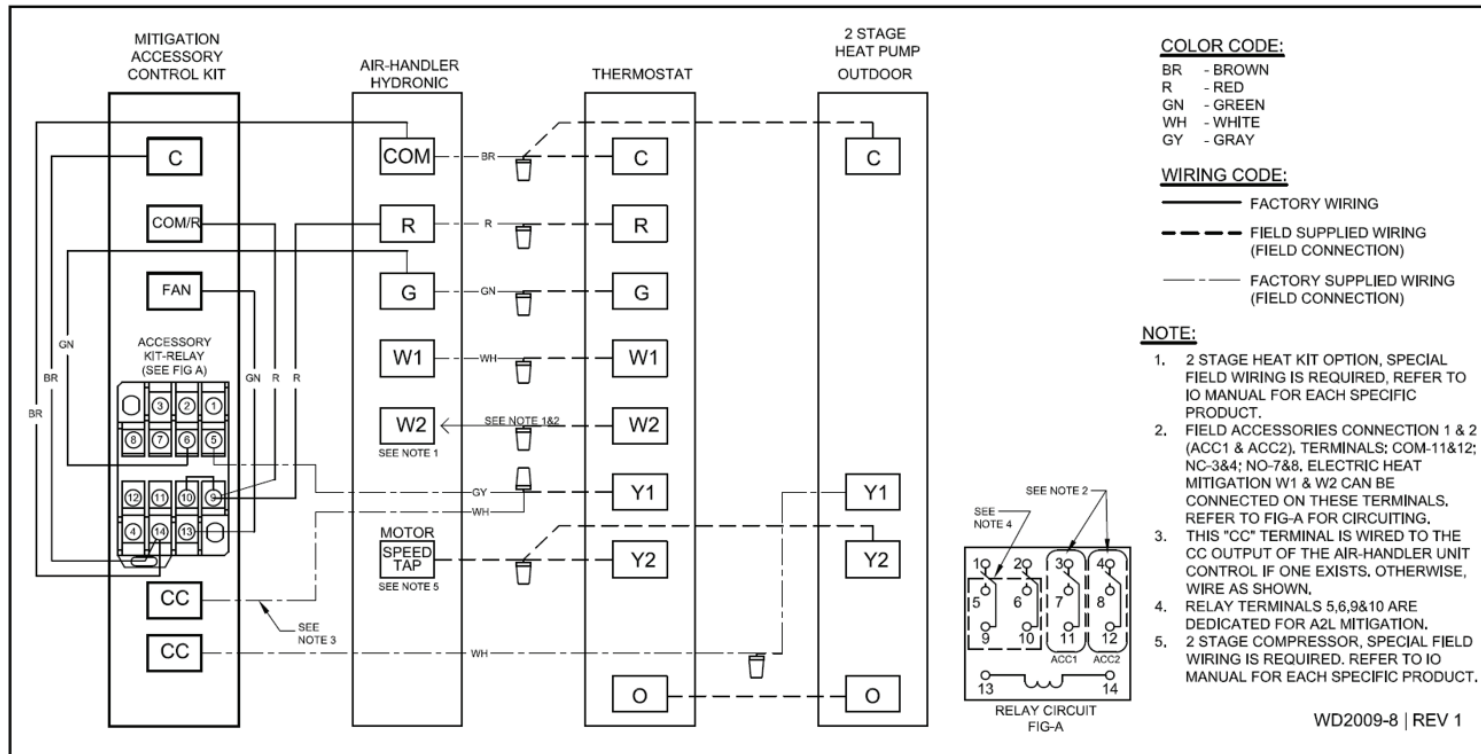 MITIGATION
ACCESSORY
CONTROL KIT
AIR-HANDLER
HYDRONIC
THERMOSTAT
2 STAGE
HEAT PUMP
OUTDOOR
C
COM/R
FAN
ACCESSORY
KIT-RELAY
(SEE FIG A)
3 2 1
8 7 6 5
12 11 10 9
4 14 13
CC
CC
BR
BR
GN
GN
R
R
COM
R
G
W1
W2
SEE NOTE 1
MOTOR
SPEED
TAP
SEE NOTE 5
BR
R
GN
WH
SEE NOTE 1&2
GY
WH
SEE
NOTE 3
WH
C
R
G
W1
W2
Y1
Y2
O
C
Y1
Y2
O
COLOR CODE:
BR - BROWN
R - RED
GN - GREEN
WH - WHITE
GY - GRAY
WIRING CODE:
FACTORY WIRING
FIELD SUPPLIED WIRING
(FIELD CONNECTION)
FACTORY SUPPLIED WIRING
(FIELD CONNECTION)
NOTE:
1. 2 STAGE HEAT KIT OPTION, SPECIAL
FIELD WIRING IS REQUIRED, REFER TO
IO MANUAL FOR EACH SPECIFIC
PRODUCT.
2. FIELD ACCESSORIES CONNECTION 1 & 2
(ACC1 & ACC2). TERMINALS: COM-11&12;
NC-3&4; NO-7&8. ELECTRIC HEAT
MITIGATION W1 & W2 CAN BE
CONNECTED ON THESE TERMINALS.
REFER TO FIG-A FOR CIRCUITING.
3. THIS "CC" TERMINAL IS WIRED TO THE
CC OUTPUT OF THE AIR-HANDLER UNIT
CONTROL IF ONE EXISTS. OTHERWISE,
WIRE AS SHOWN.
4. RELAY TERMINALS 5,6,9&10 ARE
DEDICATED FOR A2L MITIGATION.
5. 2 STAGE COMPRESSOR, SPECIAL FIELD
WIRING IS REQUIRED. REFER TO IO
MANUAL FOR EACH SPECIFIC PRODUCT.
SEE NOTE 2
SEE
NOTE 4
1 2 3 4
5 6 7 8
9 10 11 12
ACC1 ACC2
13 14
RELAY CIRCUIT
FIG-A
WD2009-8 | REV 1